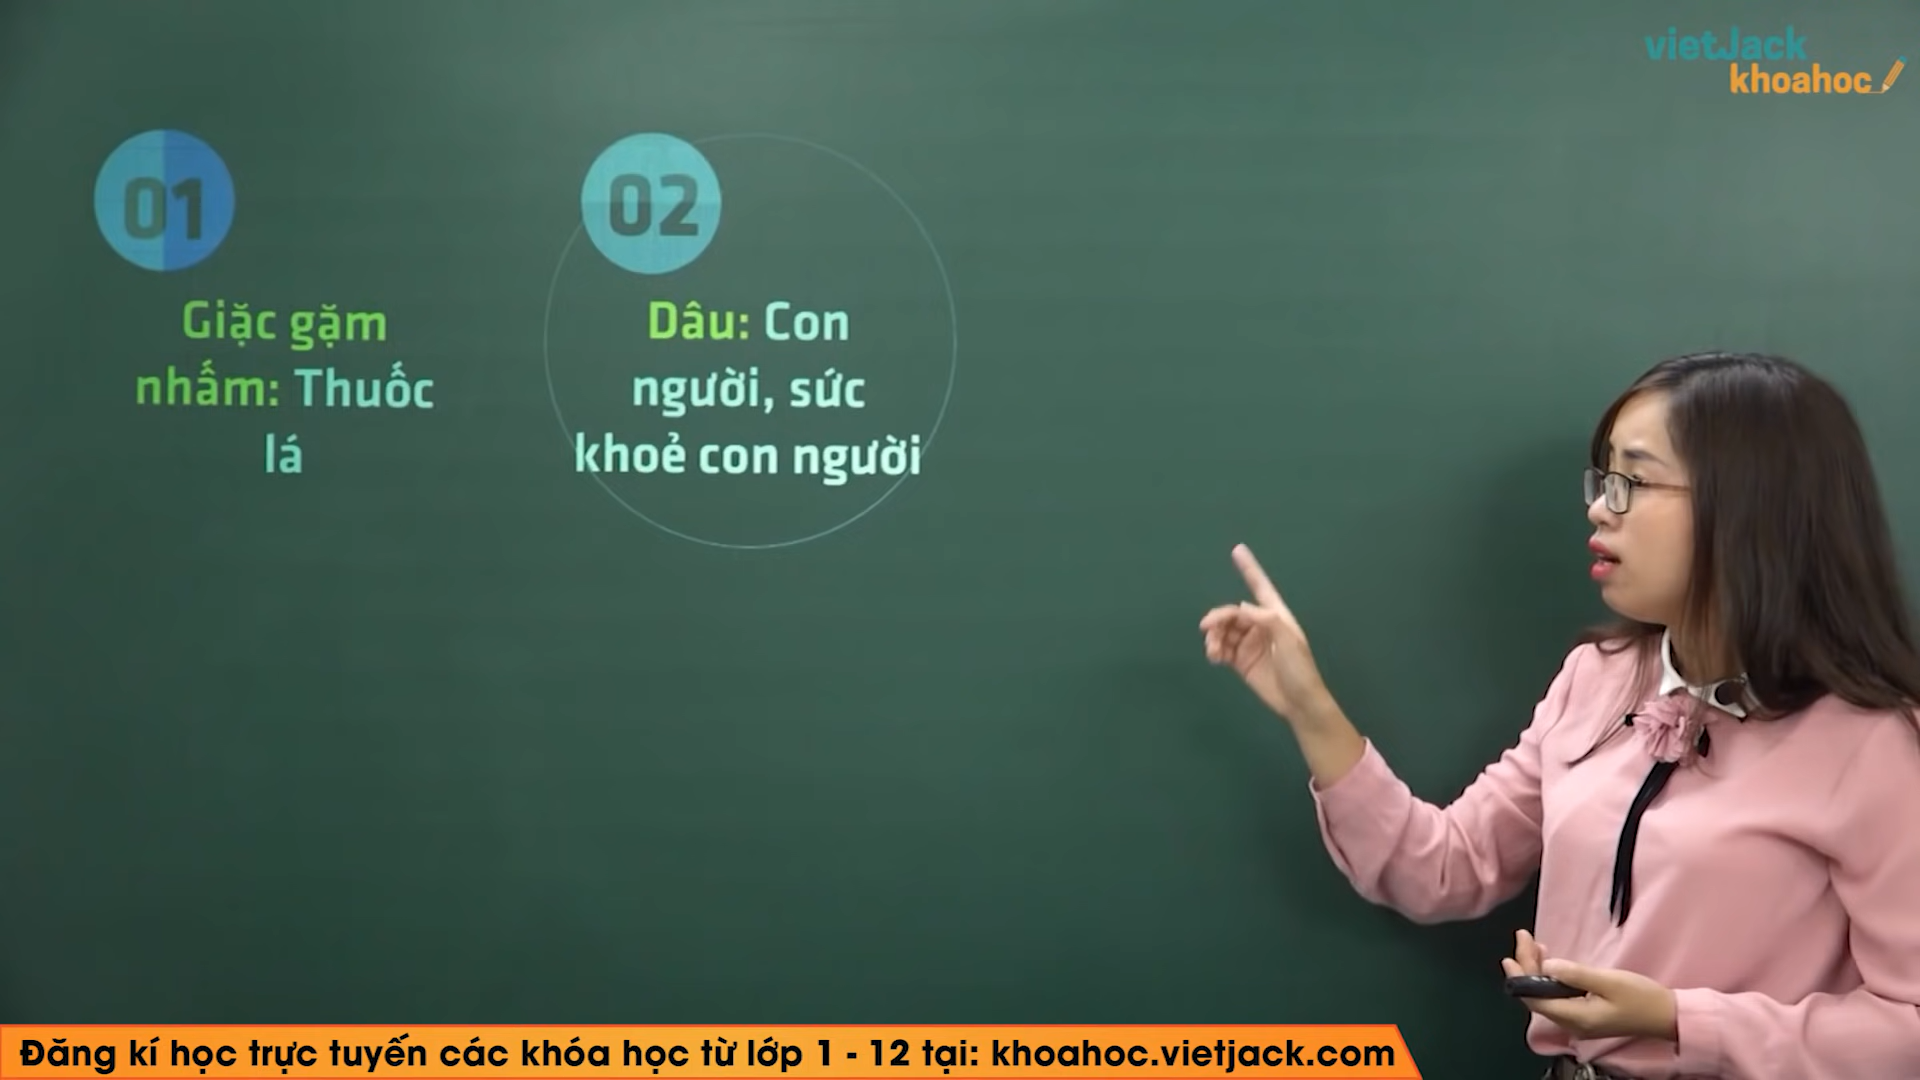 vietJack
khoahoc
01
Giặc gặm
nhấm: Thuốc
lá
02
Dâu: Con
người, sức
khoẻ con người
Đăng kí học trực tuyến các khóa học từ lớp 1 - 12 tại: khoahoc.vietjack.com